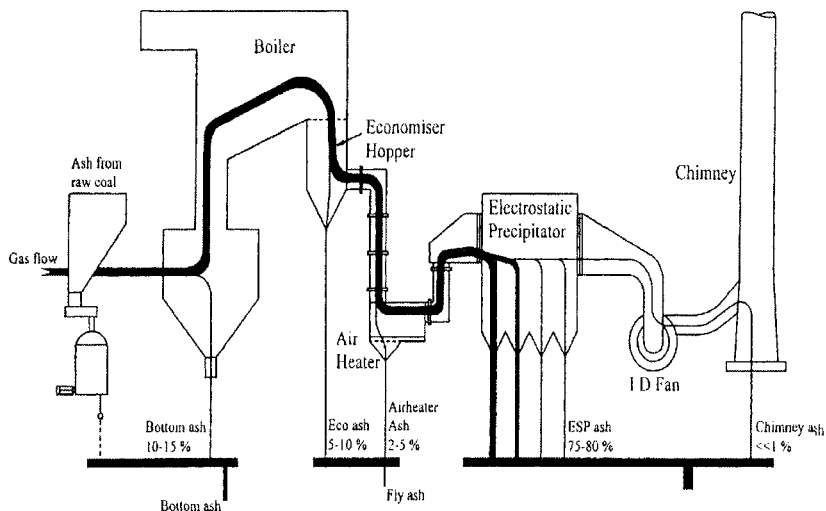 Boiler
Economiser
Hopper
Ash from
raw coal
Gas flow
Electrostatic
Precipitator
Chimney
Air
Heater
I D Fan
Bottom ash
10-15 %
Eco ash
5-10 %
Airheater
Ash
2-5 %
ESP ash
75-80 %
Chimney ash
<<1 %
Bottom ash
Fly ash